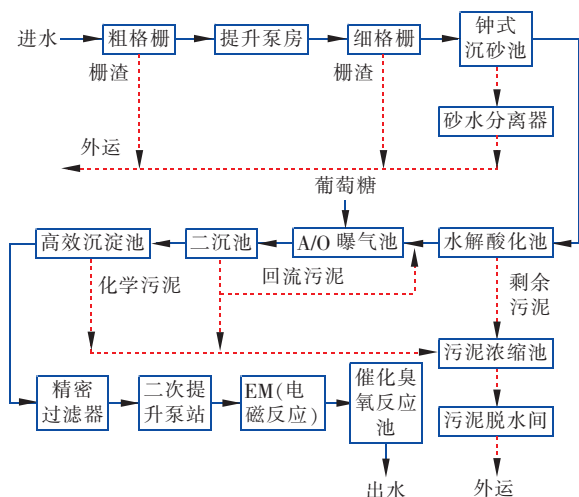 进水
粗格栅
提升泵房
细格栅
钟式
沉砂池
栅渣
栅渣
砂水分离器
外运
葡萄糖
高效沉淀池
二沉池
A/O 曝气池
水解酸化池
化学污泥
回流污泥
剩余
污泥
污泥浓缩池
精密
过滤器
二次提
升泵站
EM(电
磁反应)
催化臭
氧反应
池
污泥脱水间
出水
外运